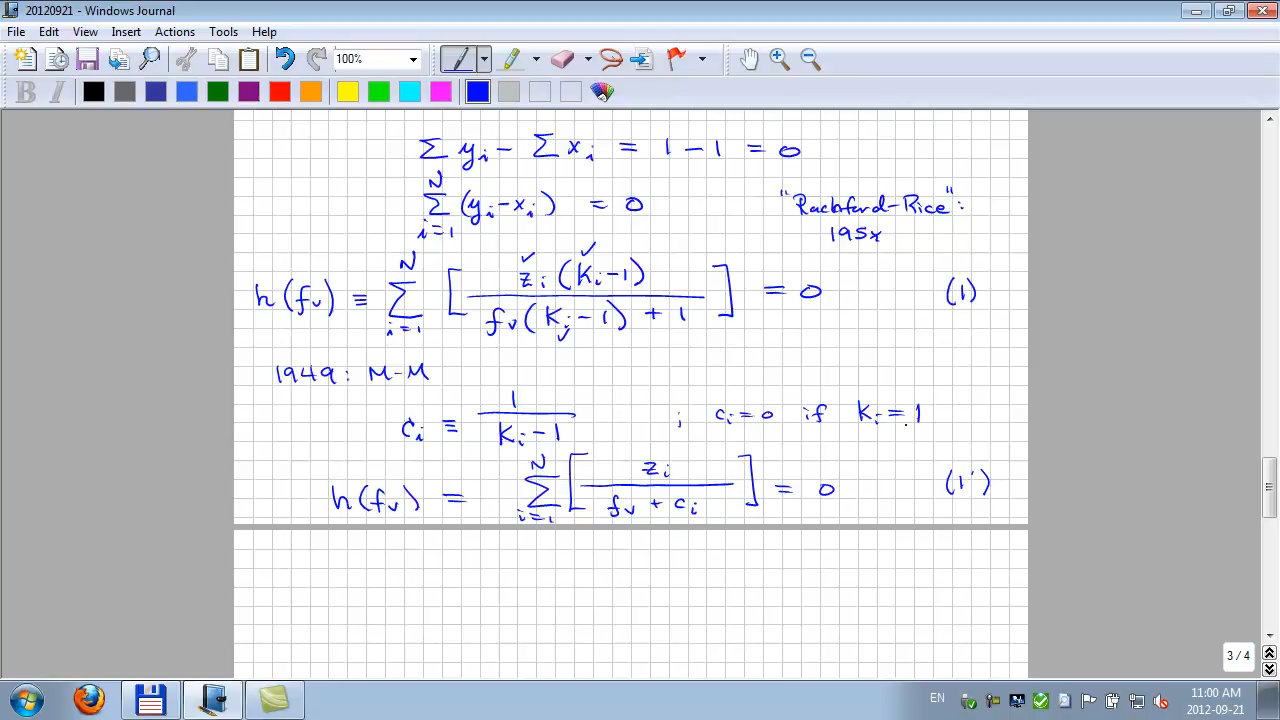 20120921 - Windows Journal
File Edit View Insert Actions Tools Help
100%
B I
Σ yi - Σ xi = 1 - 1 = 0
N
Σ (yi - xi) = 0
i=1
"Rachford-Rice":
195x
h(fv) ≡ N Σ i=1 [ zi (Ki-1) / fv(Ki-1) + 1 ] = 0 (1)
1949: M-M
ci ≡ 1 / Ki-1 ; ci=0 if Ki=1
h(fv) = N Σ i=1 [ zi / fv + ci ] = 0 (1')
3 / 4
EN
11:00 AM
2012-09-21